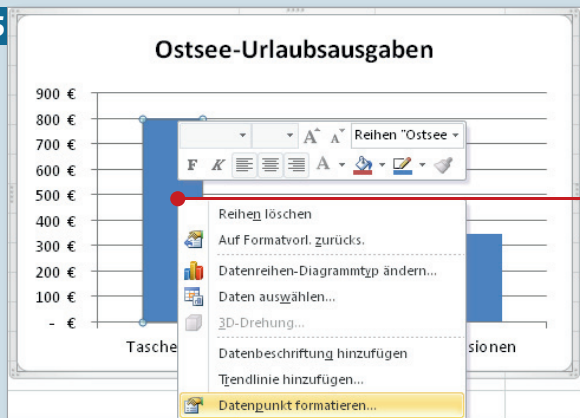 5
Ostsee-Urlaubsausgaben
900 €
800 €
700 €
600 €
500 €
400 €
300 €
200 €
100 €
- €
Tasche
sionen
A A Reihen "Ostsee
F K A
Reihen löschen
Auf Formatvorl. zurücks.
Datenreihen-Diagrammtyp ändern...
Daten auswählen...
3D-Drehung...
Datenbeschriftung hinzufügen
Trendlinie hinzufügen...
Datenpunkt formatieren...